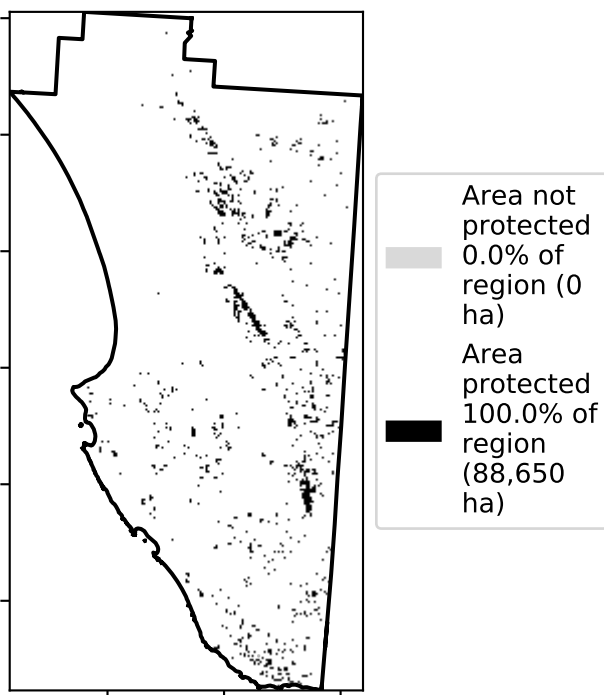 Area not
protected
0.0% of
region (0
ha)
Area
protected
100.0% of
region
(88,650
ha)